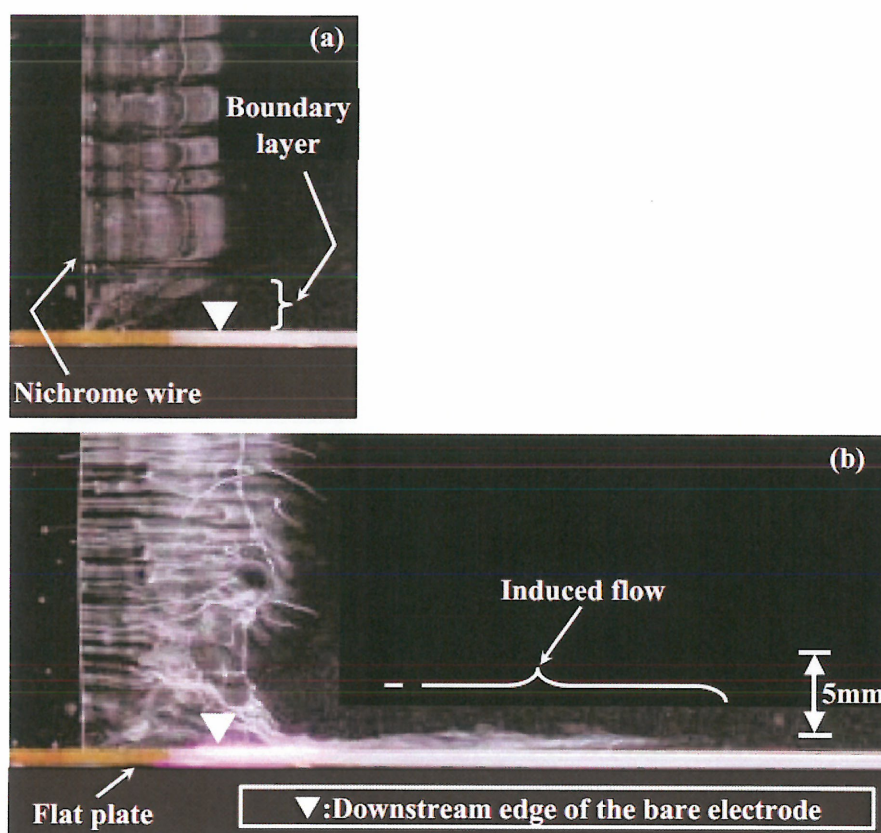 (a)
Boundary
layer
Nichrome wire
(b)
Induced flow
5mm
Flat plate
▼:Downstream edge of the bare electrode